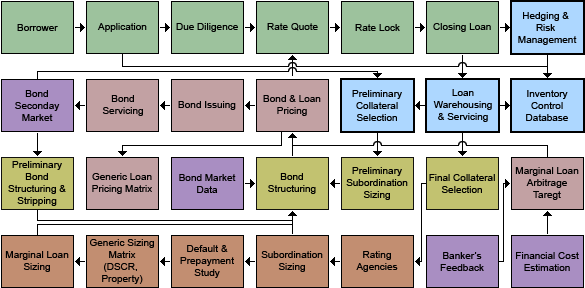 Borrower
Application
Due Diligence
Rate Quote
Rate Lock
Closing Loan
Hedging &
Risk
Management
Bond
Seconday
Market
Bond
Servicing
Bond Issuing
Bond & Loan
Pricing
Preliminary
Collateral
Selection
Loan
Warehousing
& Servicing
Inventory
Control
Database
Preliminary
Bond
Structuring &
Stripping
Generic Loan
Pricing Matrix
Bond Market
Data
Bond
Structuring
Preliminary
Subordination
Sizing
Final Collateral
Selection
Marginal Loan
Arbitrage
Taregt
Marginal Loan
Sizing
Generic Sizing
Matrix
(DSCR,
Property)
Default &
Prepayment
Study
Subordination
Sizing
Rating
Agencies
Banker's
Feedback
Financial Cost
Estimation